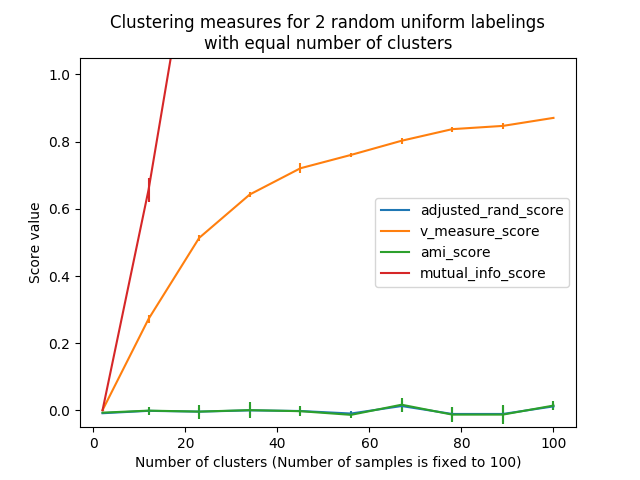 Clustering measures for 2 random uniform labelings
with equal number of clusters
1.0
0.8
0.6
0.4
0.2
0.0
Score value
adjusted_rand_score
v_measure_score
ami_score
mutual_info_score
0 20 40 60 80 100
Number of clusters (Number of samples is fixed to 100)